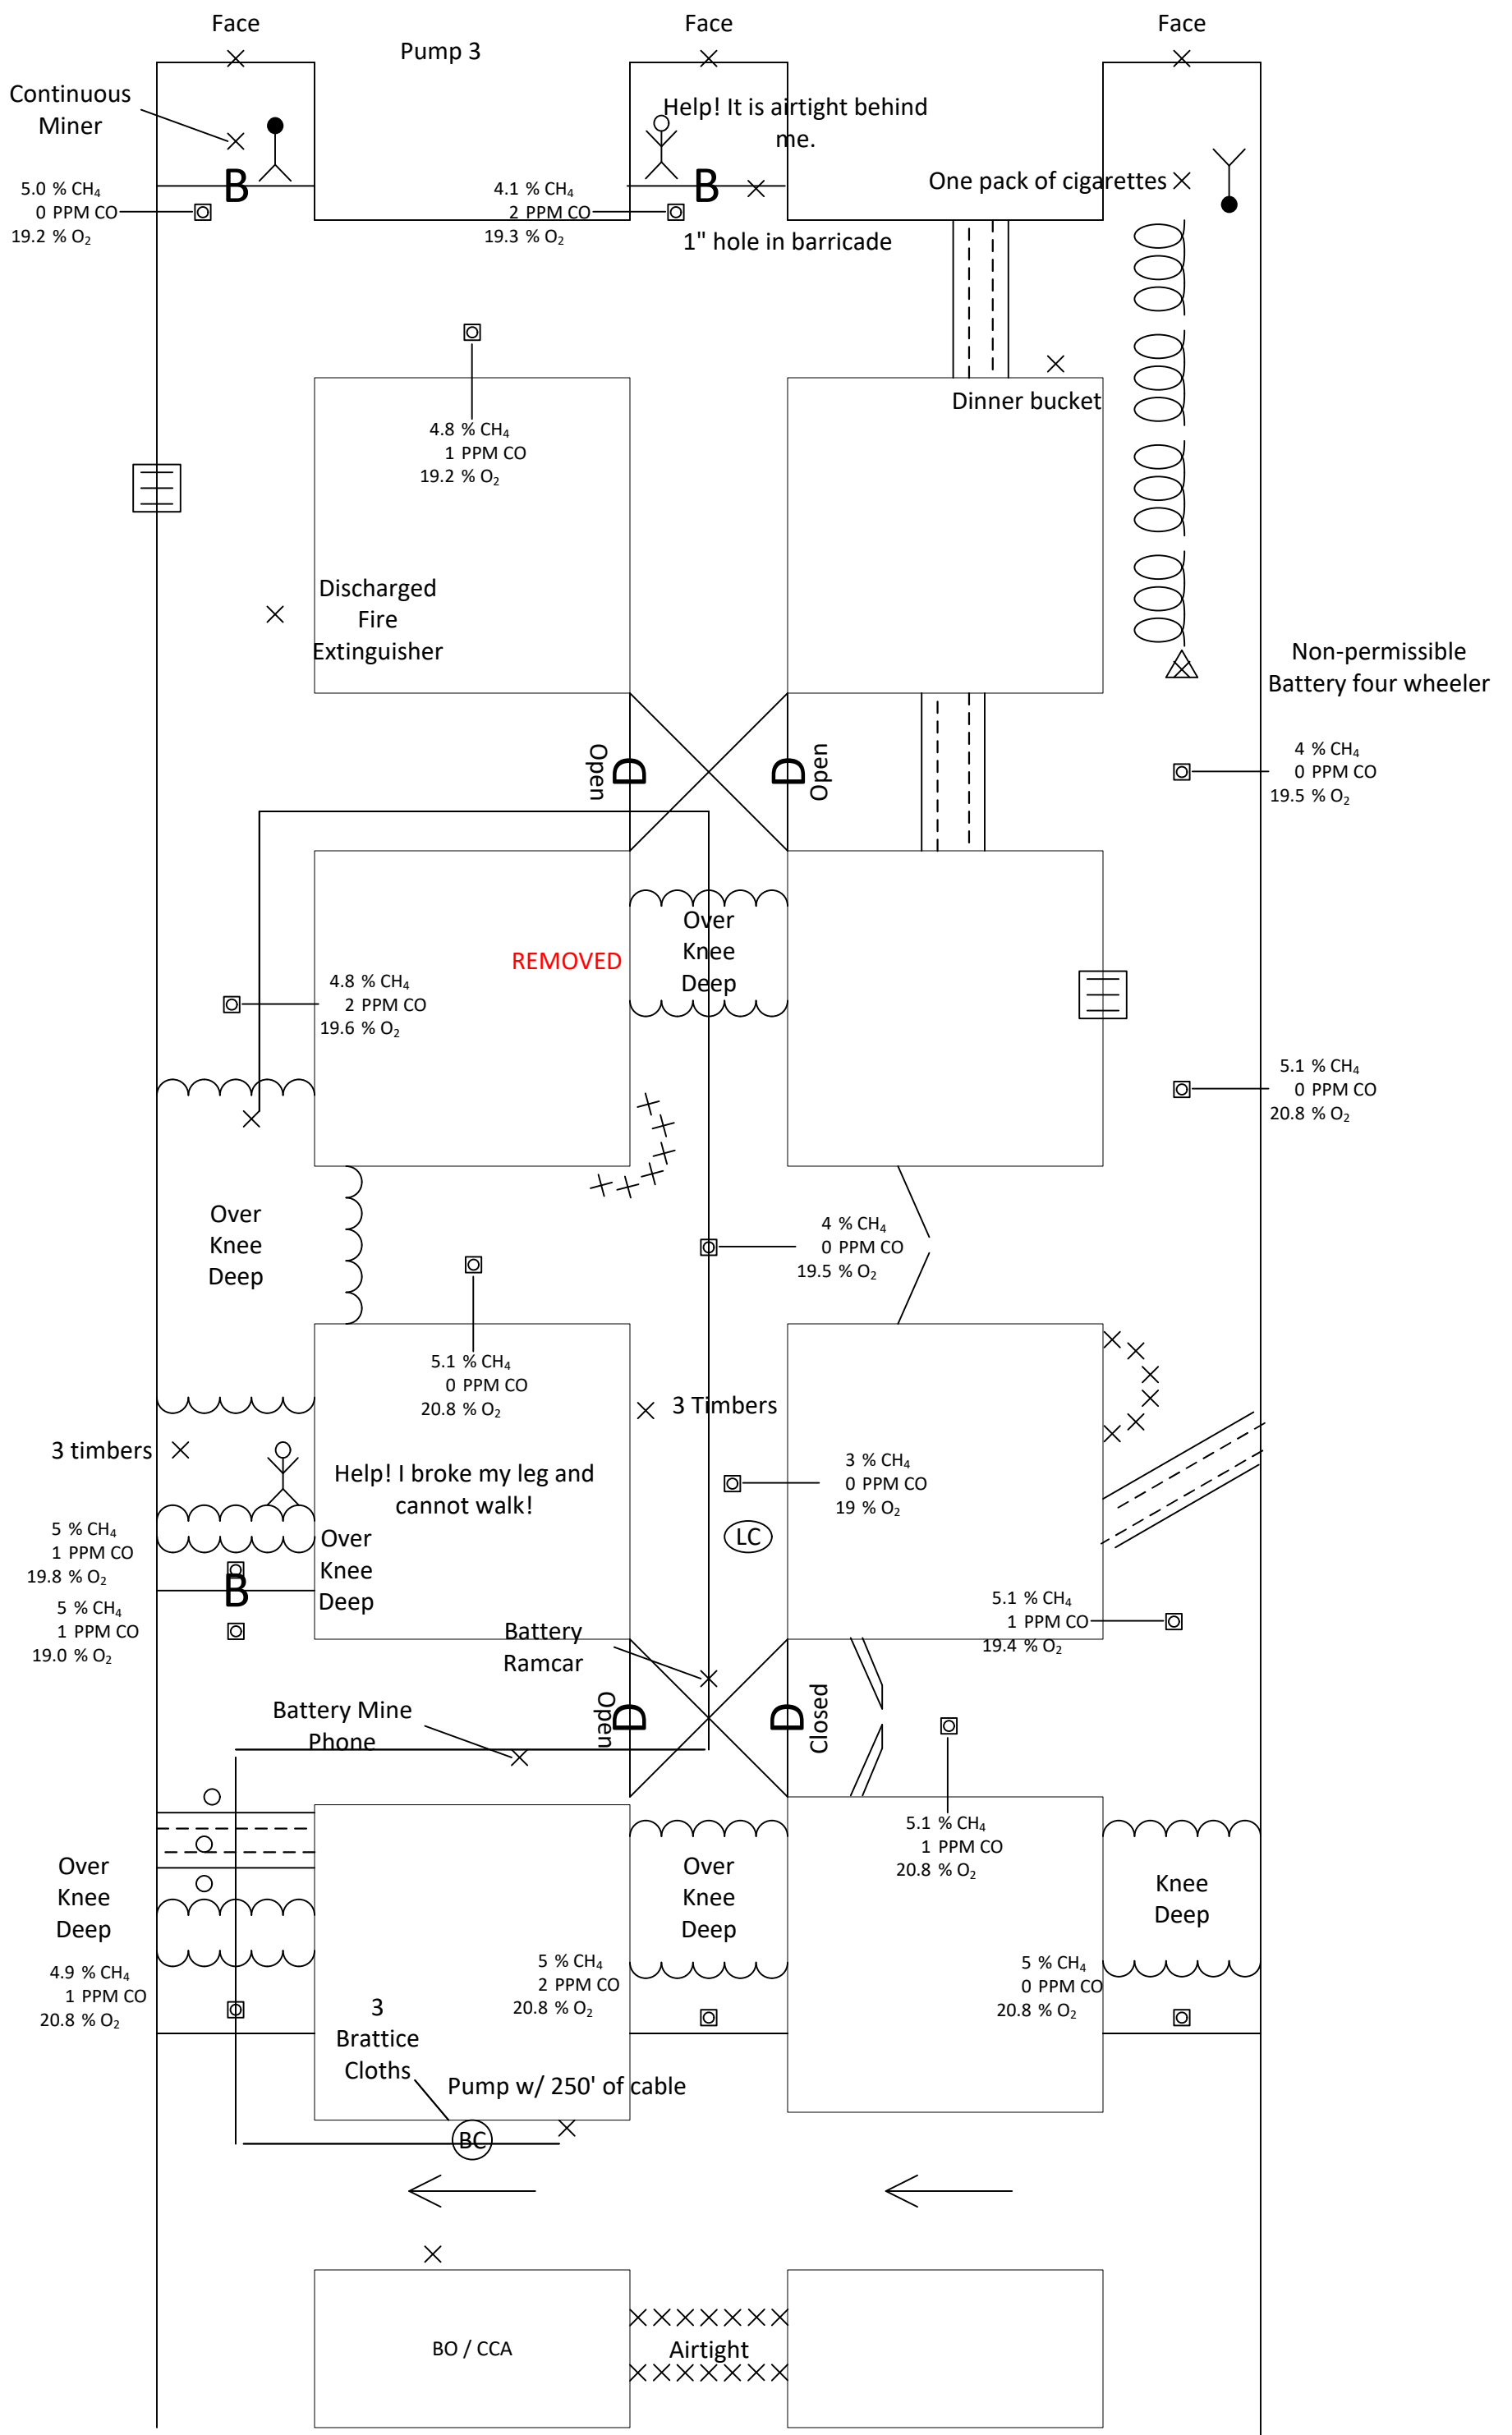 Face
Face
Face
Pump 3
Continuous
Miner
Help! It is airtight behind
me.
One pack of cigarettes
B
B
5.0 % CH₄
0 PPM CO
19.2 % O₂
4.1 % CH₄
2 PPM CO
19.3 % O₂
1" hole in barricade
Dinner bucket
4.8 % CH₄
1 PPM CO
19.2 % O₂
Discharged
Fire
Extinguisher
Non-permissible
Battery four wheeler
Open
D
D
Open
4 % CH₄
0 PPM CO
19.5 % O₂
Over
Knee
Deep
REMOVED
4.8 % CH₄
2 PPM CO
19.6 % O₂
5.1 % CH₄
0 PPM CO
20.8 % O₂
Over
Knee
Deep
4 % CH₄
0 PPM CO
19.5 % O₂
5.1 % CH₄
0 PPM CO
20.8 % O₂
3 Timbers
3 timbers
Help! I broke my leg and
cannot walk!
3 % CH₄
0 PPM CO
19 % O₂
LC
5 % CH₄
1 PPM CO
19.8 % O₂
Over
Knee
Deep
B
5 % CH₄
1 PPM CO
19.0 % O₂
5.1 % CH₄
1 PPM CO
19.4 % O₂
Battery
Ramcar
Battery Mine
Phone
Open
D
D
Closed
5.1 % CH₄
1 PPM CO
20.8 % O₂
Over
Knee
Deep
Over
Knee
Deep
Knee
Deep
4.9 % CH₄
1 PPM CO
20.8 % O₂
5 % CH₄
2 PPM CO
20.8 % O₂
5 % CH₄
0 PPM CO
20.8 % O₂
3
Brattice
Cloths
Pump w/ 250' of cable
BC
BO / CCA
Airtight